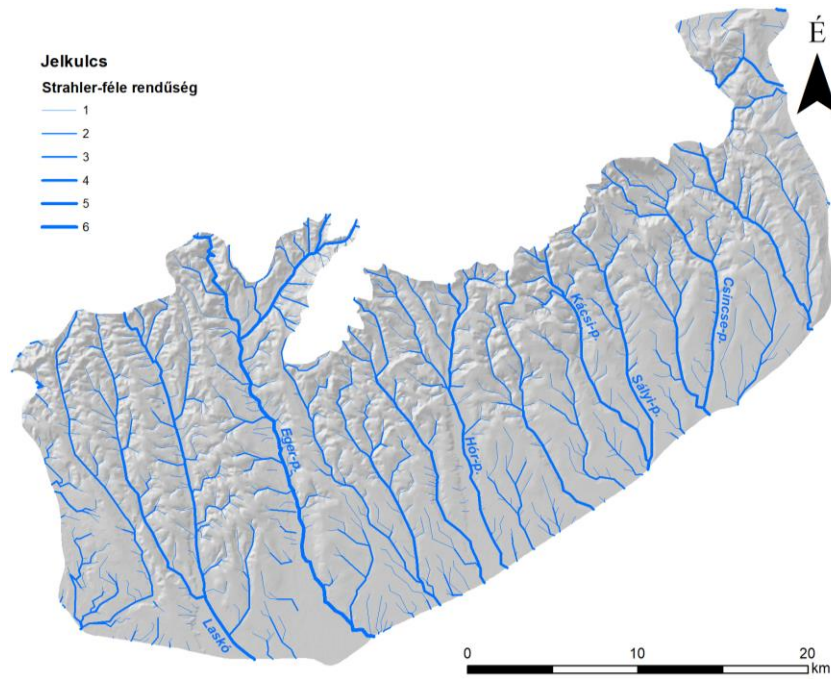 Jelkulcs
Strahler-féle rendűség
1
2
3
4
5
6
É
Eger-p.
Laskó
Hór-p.
Kácsi-p.
Sályi-p.
Csincse-p.
0
10
20
km